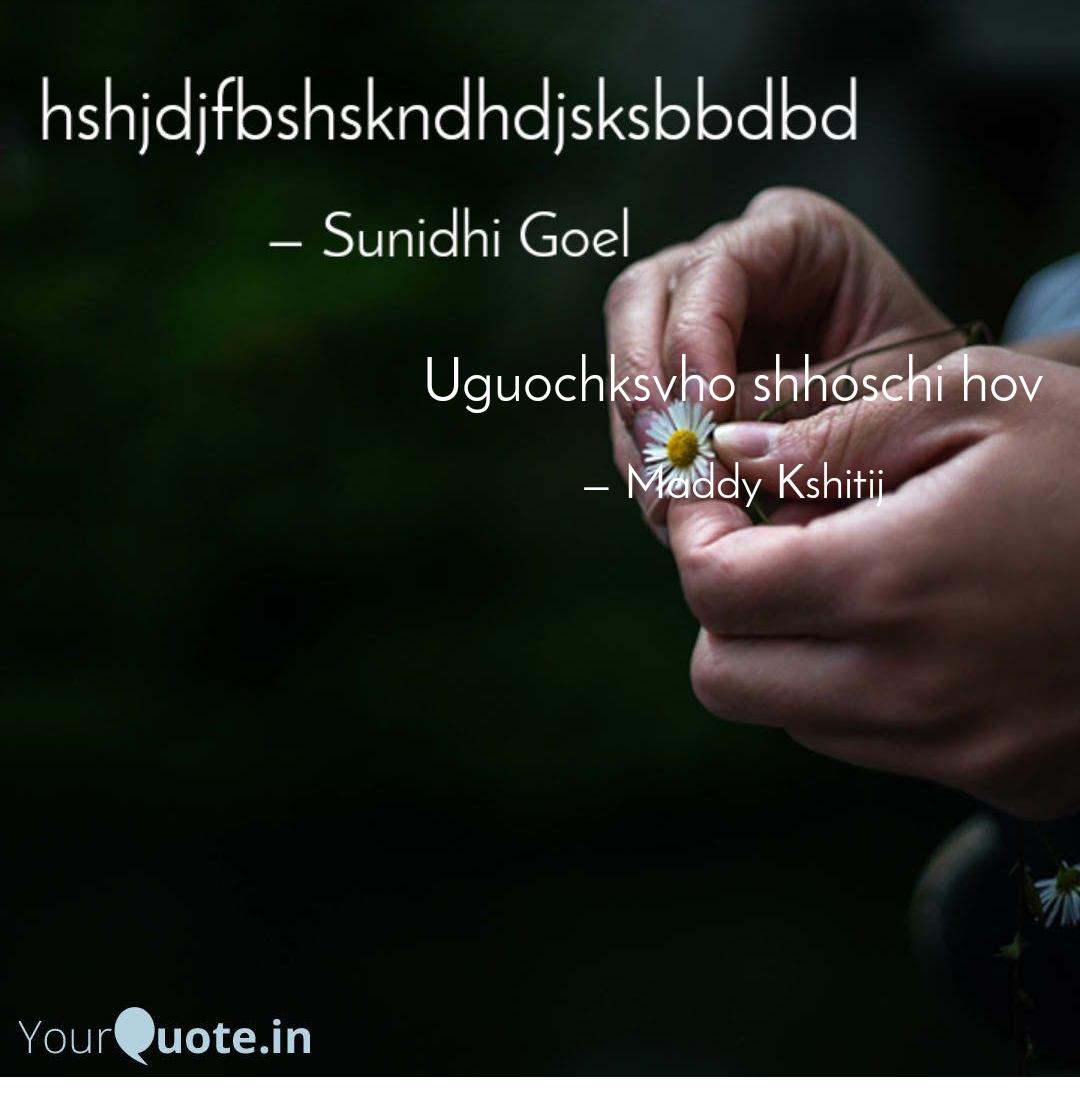 hshjdjfbshskndhdjsksbbdbd
— Sunidhi Goel
Uguochksvho shhoschi hov
— Maddy Kshitij
YourQuote.in